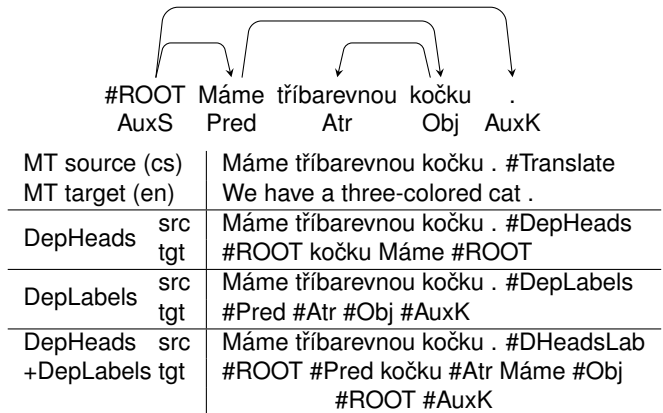 #ROOT Máme tříbarevnou kočku .
AuxS Pred Atr Obj AuxK
MT source (cs) Máme tříbarevnou kočku . #Translate
MT target (en) We have a three-colored cat .
DepHeads src Máme tříbarevnou kočku . #DepHeads
tgt #ROOT kočku Máme #ROOT
DepLabels src Máme tříbarevnou kočku . #DepLabels
tgt #Pred #Atr #Obj #AuxK
DepHeads src Máme tříbarevnou kočku . #DHeadsLab
+DepLabels tgt #ROOT #Pred kočku #Atr Máme #Obj
#ROOT #AuxK